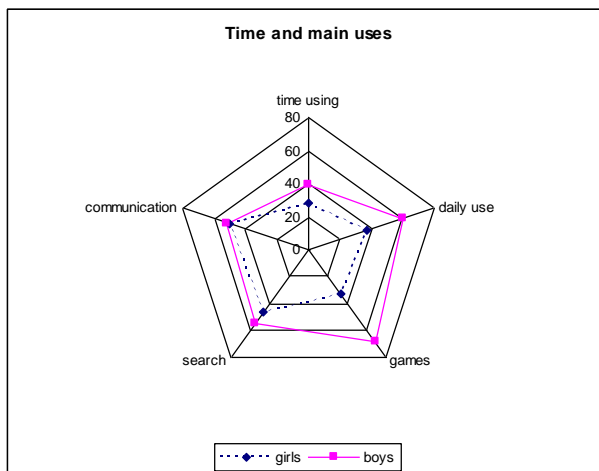 Time and main uses
time using
80
60
40
20
0
communication
daily use
search
games
girls
boys